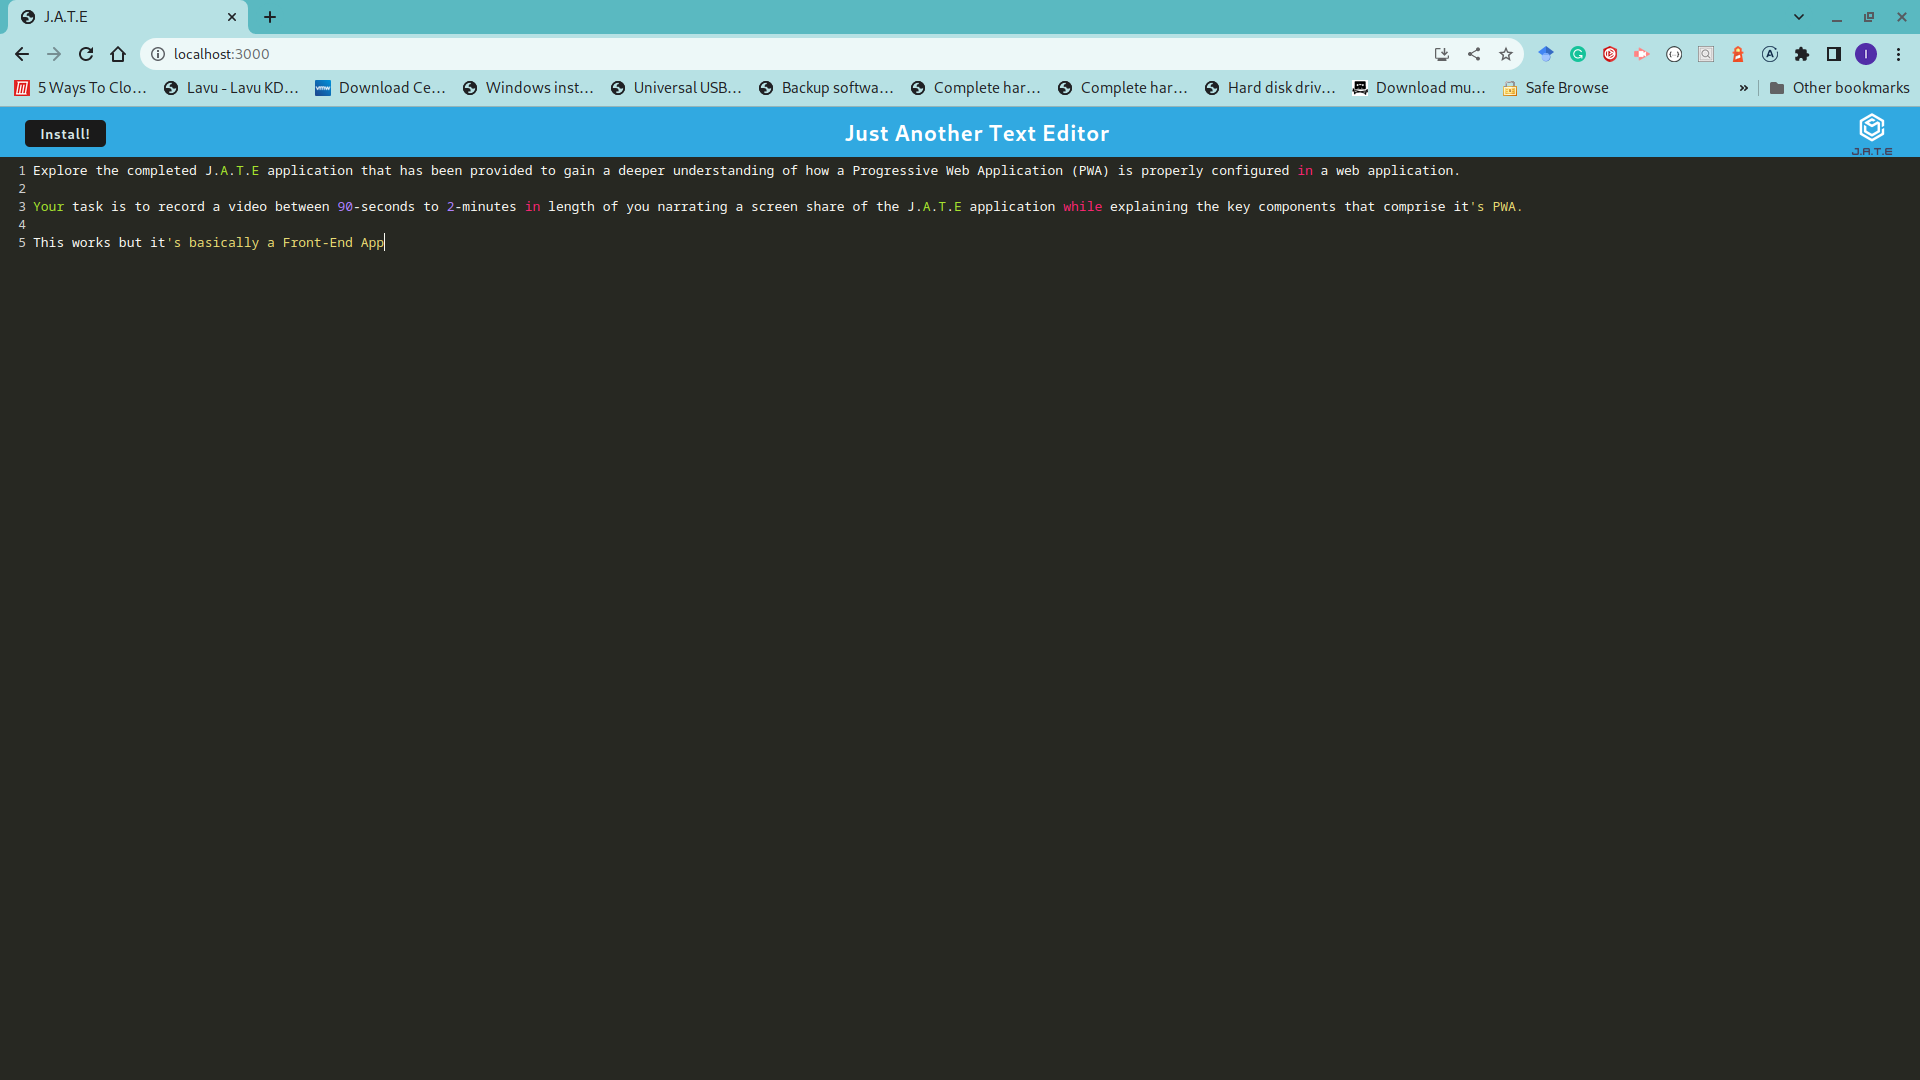 J.A.T.E
localhost:3000
5 Ways To Clo... Lavu - Lavu KD... Download Ce... Windows inst... Universal USB... Backup softwa... Complete har... Complete har... Hard disk driv... Download mu... Safe Browse » Other bookmarks
Install! Just Another Text Editor J.A.T.E
1 Explore the completed J.A.T.E application that has been provided to gain a deeper understanding of how a Progressive Web Application (PWA) is properly configured in a web application.
2
3 Your task is to record a video between 90-seconds to 2-minutes in length of you narrating a screen share of the J.A.T.E application while explaining the key components that comprise it's PWA.
4
5 This works but it's basically a Front-End App